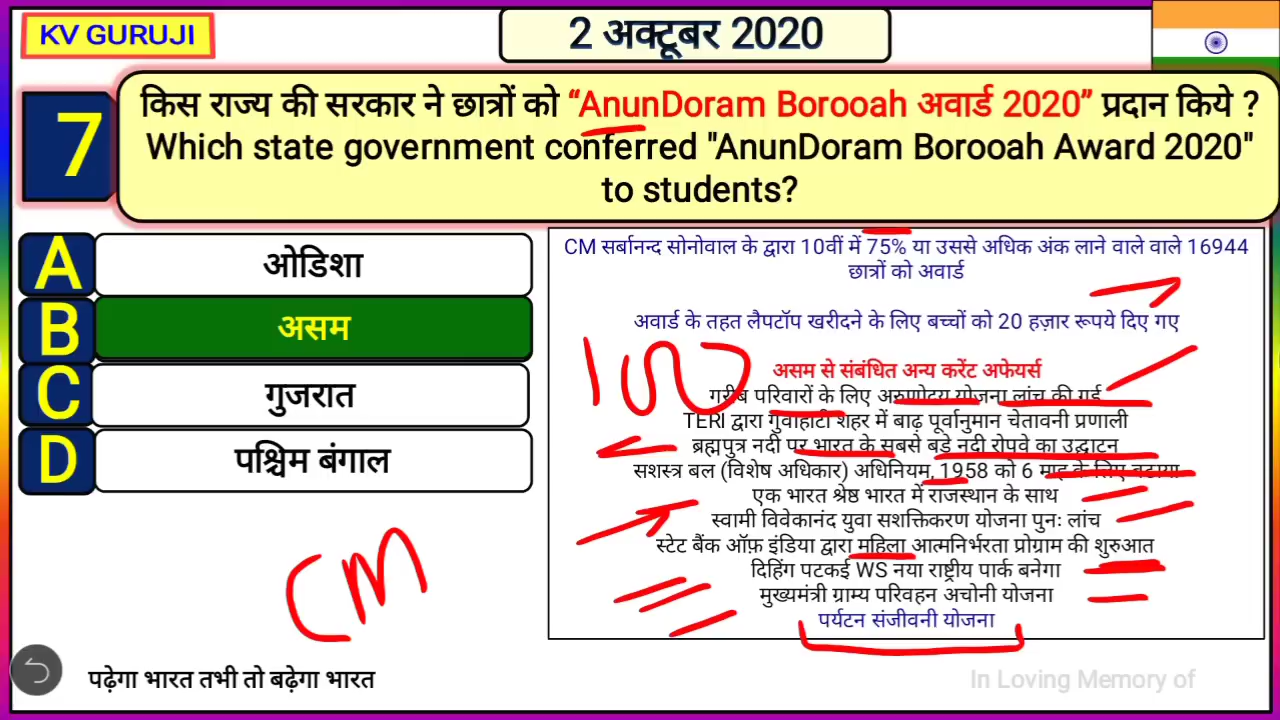 KV GURUJI
2 अक्टूबर 2020
7
किस राज्य की सरकार ने छात्रों को “AnunDoram Borooah अवार्ड 2020” प्रदान किये ?
Which state government conferred "AnunDoram Borooah Award 2020"
to students?
A
ओडिशा
B
असम
C
गुजरात
D
पश्चिम बंगाल
CM सर्बानन्द सोनोवाल के द्वारा 10वीं में 75% या उससे अधिक अंक लाने वाले वाले 16944
छात्रों को अवार्ड
अवार्ड के तहत लैपटॉप खरीदने के लिए बच्चों को 20 हज़ार रूपये दिए गए
असम से संबंधित अन्य करेंट अफेयर्स
गरीब परिवारों के लिए अरुणोदय योजना लांच की गई
TERI द्वारा गुवाहाटी शहर में बाढ़ पूर्वानुमान चेतावनी प्रणाली
ब्रह्मपुत्र नदी पर भारत के सबसे बड़े नदी रोपवे का उद्घाटन
सशस्त्र बल (विशेष अधिकार) अधिनियम, 1958 को 6 माह के लिए बढाया
एक भारत श्रेष्ठ भारत में राजस्थान के साथ
स्वामी विवेकानंद युवा सशक्तिकरण योजना पुनः लांच
स्टेट बैंक ऑफ़ इंडिया द्वारा महिला आत्मनिर्भरता प्रोग्राम की शुरुआत
दिहिंग पटकई WS नया राष्ट्रीय पार्क बनेगा
मुख्यमंत्री ग्राम्य परिवहन अचोनी योजना
पर्यटन संजीवनी योजना
100
CM
पढ़ेगा भारत तभी तो बढ़ेगा भारत
In Loving Memory of